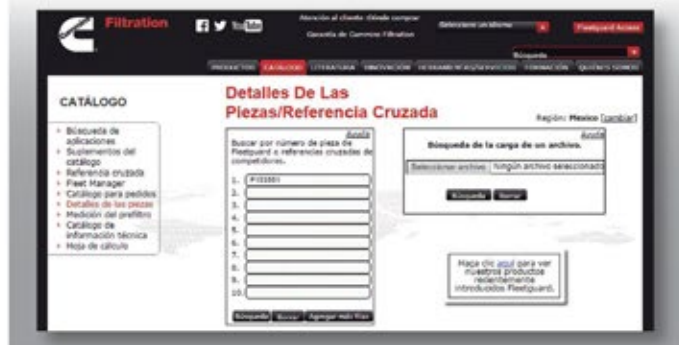 Filtration
Atención al cliente Dónde comprar
Garantía de Cummins Filtration
Seleccione un idioma
Fleetguard Access
Búsqueda
PRODUCTOS CATÁLOGO LITERATURA INNOVACIÓN HERRAMIENTAS/SERVICIOS FORMACIÓN QUIÉNES SOMOS
CATÁLOGO
Búsqueda de
aplicaciones
Suplementos del
catálogo
Referencia cruzada
Fleet Manager
Catálogo para pedidos
Detalles de las piezas
Medición del prefiltro
Catálogo de
información técnica
Hoja de cálculo
Detalles De Las
Piezas/Referencia Cruzada
Región: Mexico [cambiar]
Ayuda
Buscar por número de pieza de
Fleetguard o referencias cruzadas de
competidores.
1.
2.
3.
4.
5.
6.
7.
8.
9.
10.
Búsqueda Borrar Agregar más filas
Ayuda
Búsqueda de la carga de un archivo.
Seleccionar archivo Ningún archivo seleccionado
Búsqueda Borrar
Haga clic aquí para ver
nuestros productos
recientemente
introducidos Fleetguard.